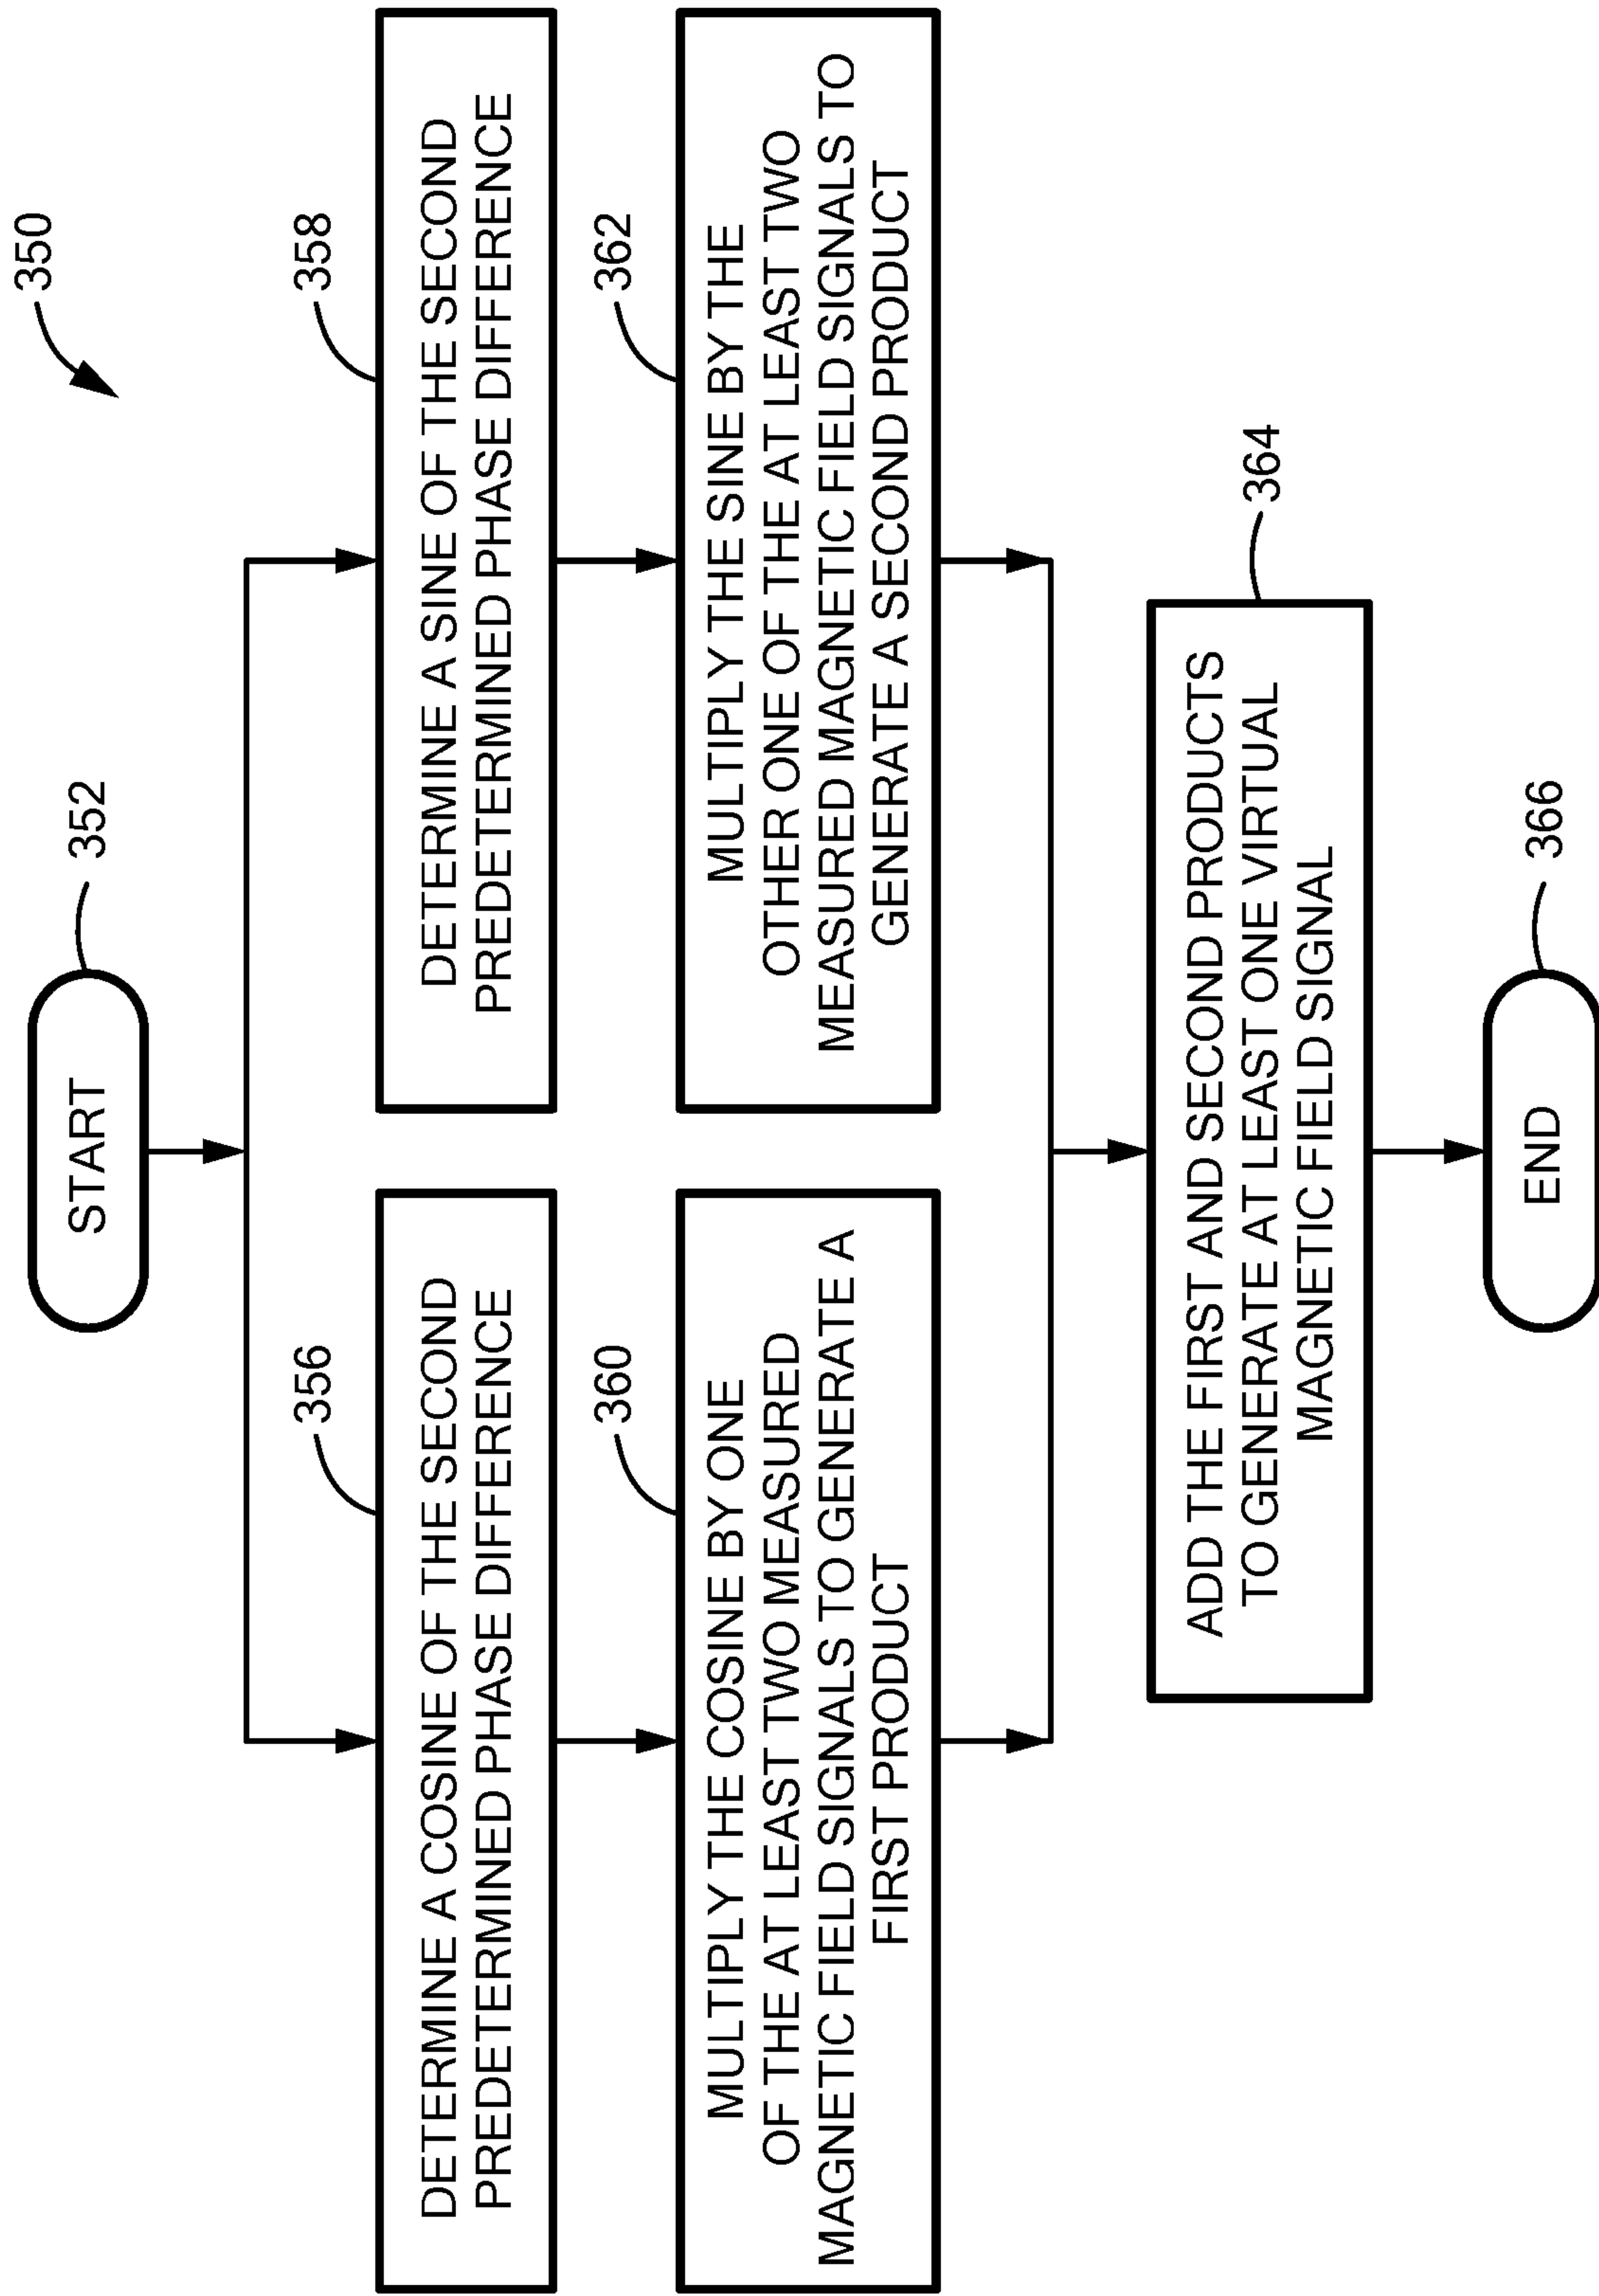 350
START
352
DETERMINE A COSINE OF THE SECOND
PREDETERMINED PHASE DIFFERENCE
356
DETERMINE A SINE OF THE SECOND
PREDETERMINED PHASE DIFFERENCE
358
MULTIPLY THE COSINE BY ONE
OF THE AT LEAST TWO MEASURED
MAGNETIC FIELD SIGNALS TO GENERATE A
FIRST PRODUCT
360
MULTIPLY THE SINE BY THE
OTHER ONE OF THE AT LEAST TWO
MEASURED MAGNETIC FIELD SIGNALS TO
GENERATE A SECOND PRODUCT
362
ADD THE FIRST AND SECOND PRODUCTS
TO GENERATE AT LEAST ONE VIRTUAL
MAGNETIC FIELD SIGNAL
364
END
366